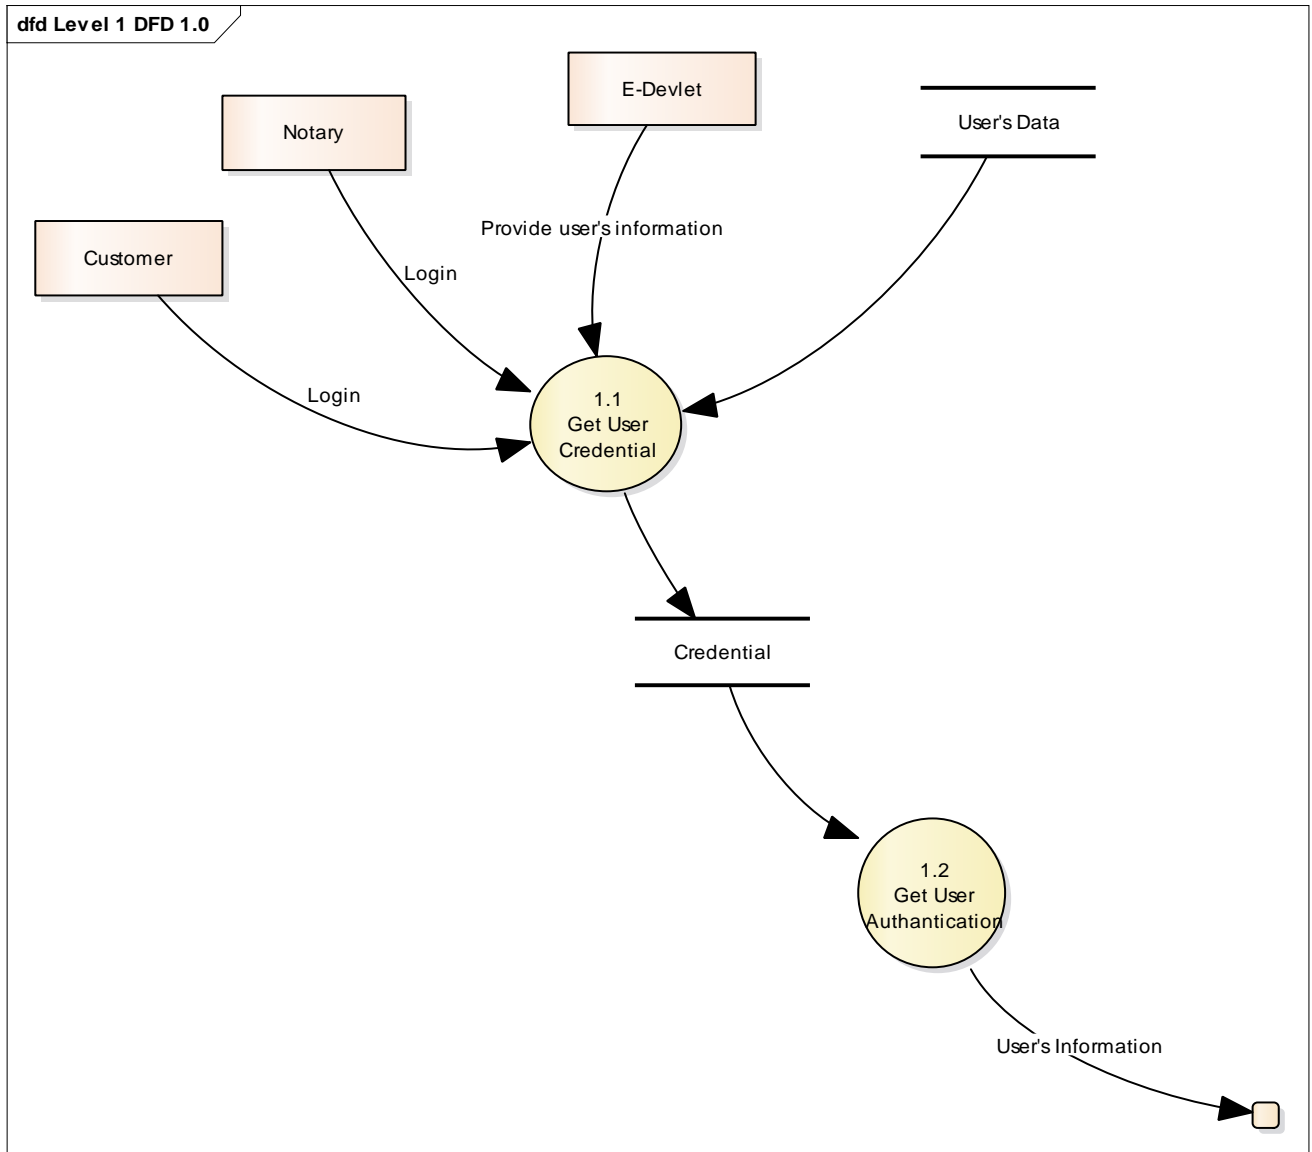 dfd Level 1 DFD 1.0
E-Devlet
Notary
User's Data
Customer
Provide user's information
Login
Login
1.1
Get User
Credential
Credential
1.2
Get User
Authantication
User's Information